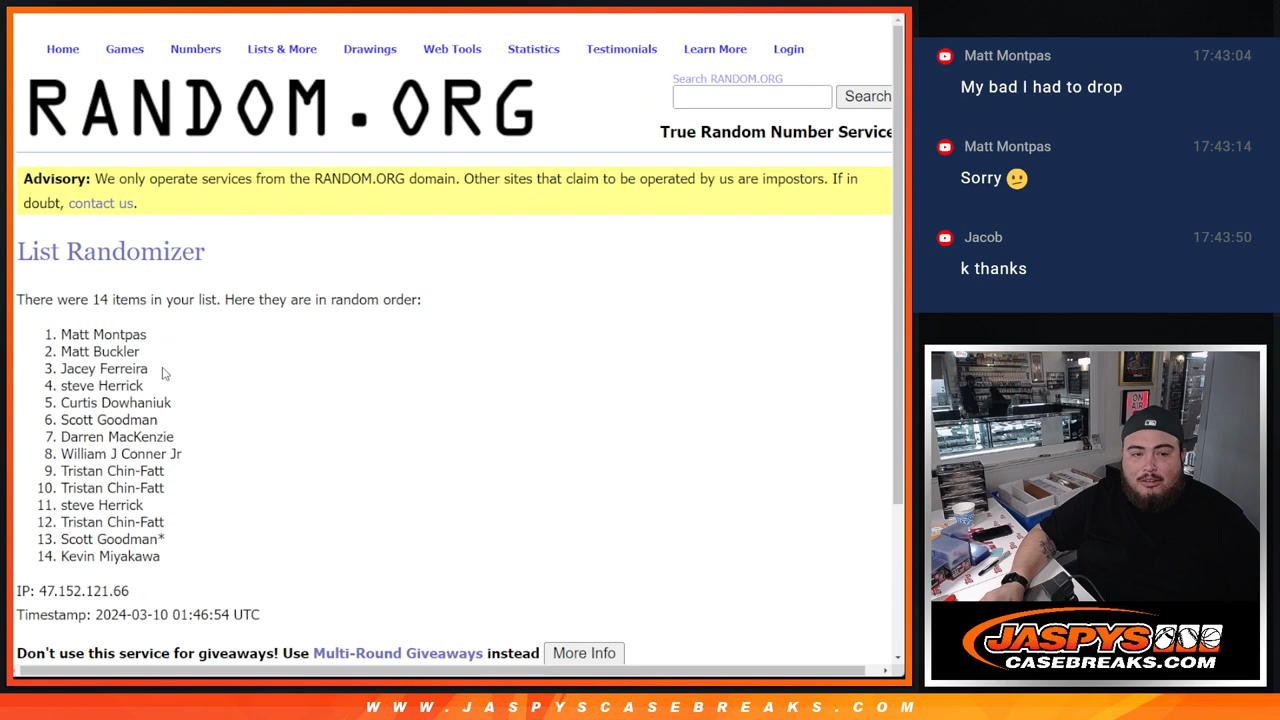 Home Games Numbers Lists & More Drawings Web Tools Statistics Testimonials Learn More Login
RANDOM.ORG
Search RANDOM.ORG
Search
True Random Number Service
Advisory: We only operate services from the RANDOM.ORG domain. Other sites that claim to be operated by us are impostors. If in
doubt, contact us.
List Randomizer
There were 14 items in your list. Here they are in random order:
1. Matt Montpas
2. Matt Buckler
3. Jacey Ferreira
4. steve Herrick
5. Curtis Dowhaniuk
6. Scott Goodman
7. Darren MacKenzie
8. William J Conner Jr
9. Tristan Chin-Fatt
10. Tristan Chin-Fatt
11. steve Herrick
12. Tristan Chin-Fatt
13. Scott Goodman*
14. Kevin Miyakawa
IP: 47.152.121.66
Timestamp: 2024-03-10 01:46:54 UTC
Don't use this service for giveaways! Use Multi-Round Giveaways instead More Info
Matt Montpas 17:43:04
My bad I had to drop
Matt Montpas 17:43:14
Sorry 😕
Jacob 17:43:50
k thanks
ON AIR
JASPYS
CASEBREAKS.COM
WWW.JASPYSCASEBREAKS.COM